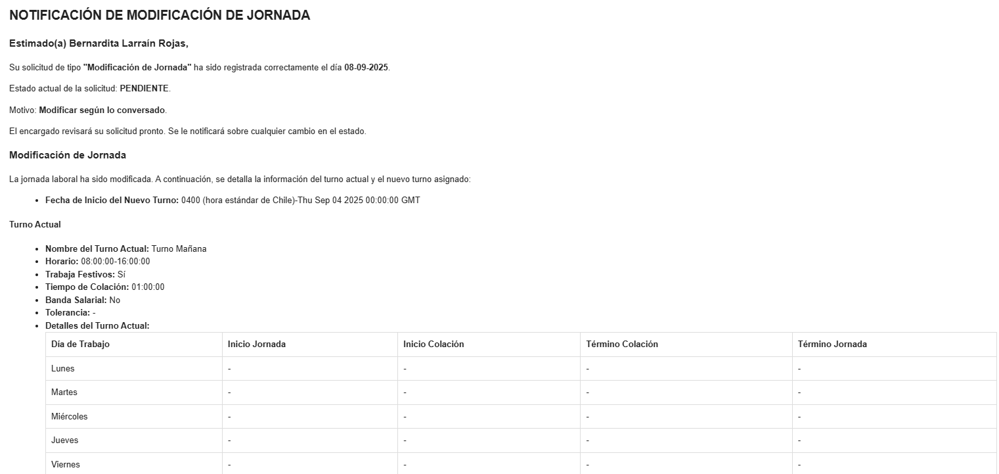 NOTIFICACIÓN DE MODIFICACIÓN DE JORNADA
Estimado(a) Bernardita Larraín Rojas,
Su solicitud de tipo "Modificación de Jornada" ha sido registrada correctamente el día 08-09-2025.
Estado actual de la solicitud: PENDIENTE.
Motivo: Modificar según lo conversado.
El encargado revisará su solicitud pronto. Se le notificará sobre cualquier cambio en el estado.
Modificación de Jornada
La jornada laboral ha sido modificada. A continuación, se detalla la información del turno actual y el nuevo turno asignado:
• Fecha de Inicio del Nuevo Turno: 0400 (hora estándar de Chile)-Thu Sep 04 2025 00:00:00 GMT
Turno Actual
• Nombre del Turno Actual: Turno Mañana
• Horario: 08:00:00-16:00:00
• Trabaja Festivos: Sí
• Tiempo de Colación: 01:00:00
• Banda Salarial: No
• Tolerancia: -
• Detalles del Turno Actual:
Día de Trabajo Inicio Jornada Inicio Colación Término Colación Término Jornada
Lunes - - - -
Martes - - - -
Miércoles - - - -
Jueves - - - -
Viernes - - - -